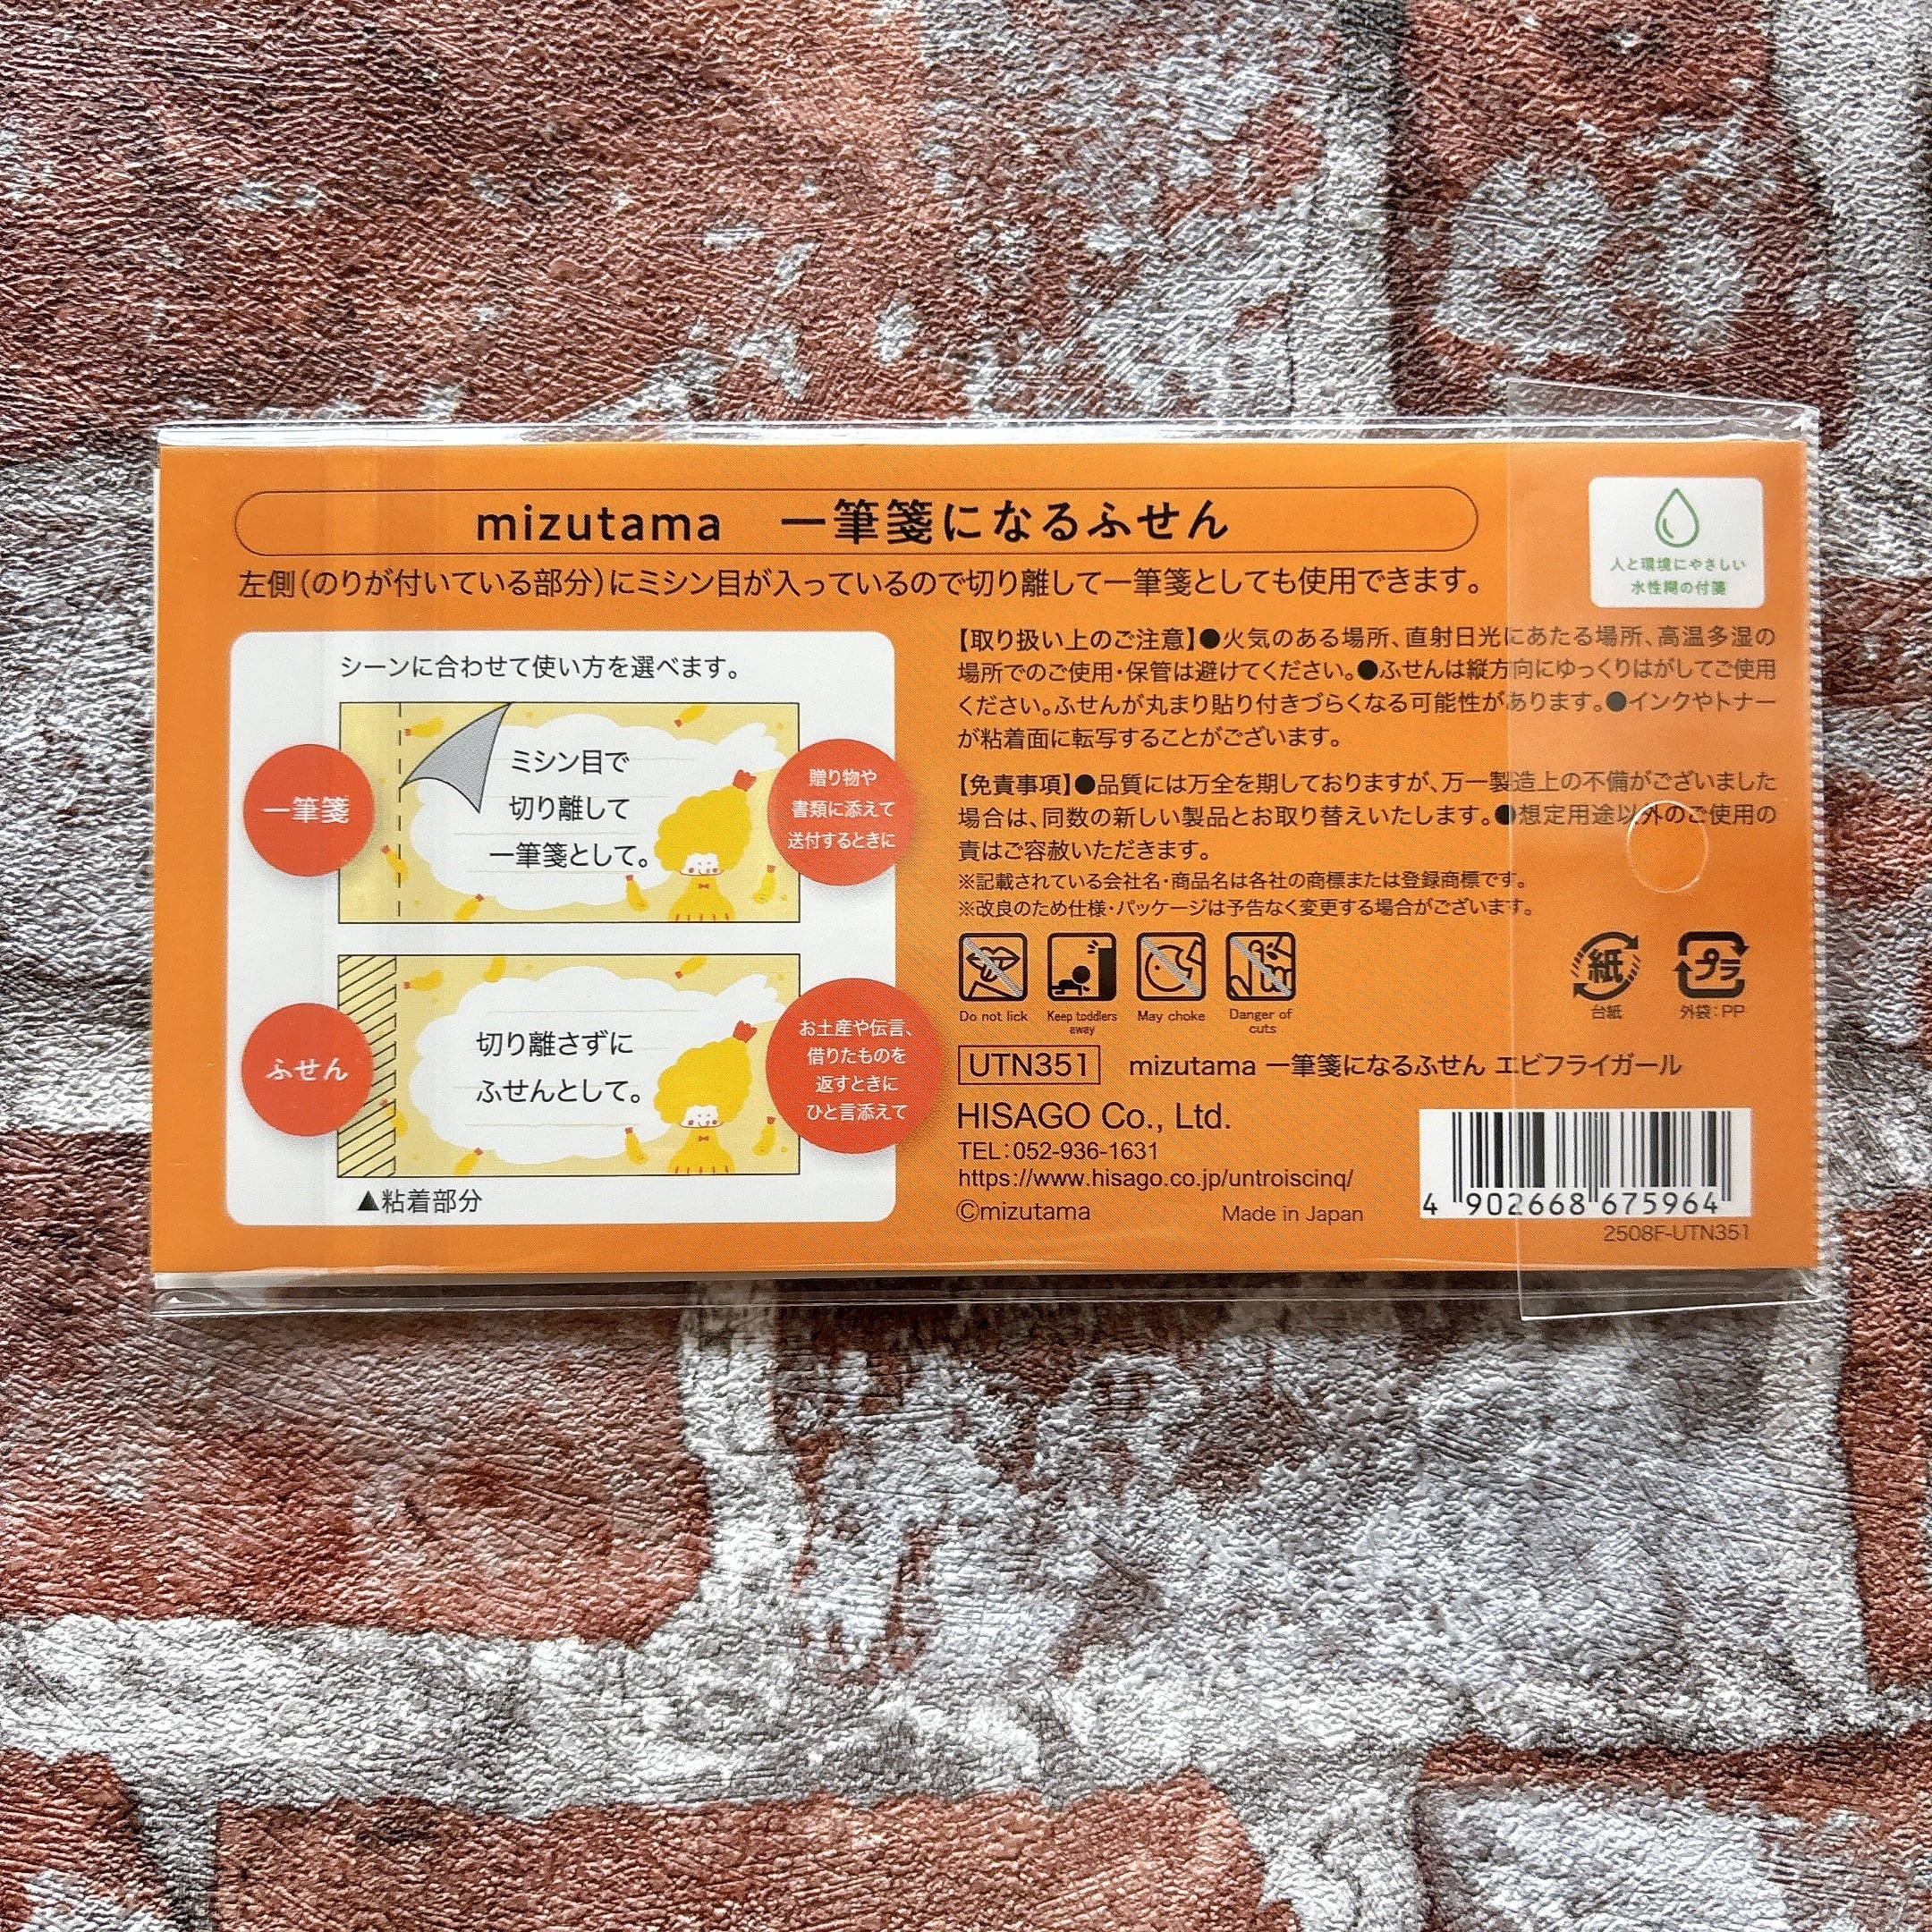 mizutama 一筆箋になるふせん
左側(のりが付いている部分)にミシン目が入っているので切り離して一筆箋としても使用できます。
人と環境にやさしい
水性糊の付箋
シーンに合わせて使い方を選べます。
一筆箋
ミシン目で
切り離して
一筆箋として。
贈り物や
書類に添えて
送付するときに
ふせん
切り離さずに
ふせんとして。
お土産や伝言、
借りたものを
返すときに
ひと言添えて
▲粘着部分
【取り扱い上のご注意】●火気のある場所、直射日光にあたる場所、高温多湿の
場所でのご使用・保管は避けてください。●ふせんは縦方向にゆっくりはがしてご使用
ください。ふせんが丸まり貼り付きづらくなる可能性があります。●インクやトナー
が粘着面に転写することがございます。
【免責事項】●品質には万全を期しておりますが、万一製造上の不備がございました
場合は、同数の新しい製品とお取り替えいたします。●想定用途以外のご使用の
責はご容赦いただきます。
※記載されている会社名・商品名は各社の商標または登録商標です。
※改良のため仕様・パッケージは予告なく変更する場合がございます。
Do not lick
Keep toddlers
away
May choke
Danger of
cuts
紙
台紙
プラ
外袋:PP
UTN351 mizutama 一筆箋になるふせん エビフライガール
HISAGO Co., Ltd.
TEL:052-936-1631
https://www.hisago.co.jp/untroiscinq/
©mizutama Made in Japan
4 902668 675964
2508F-UTN351